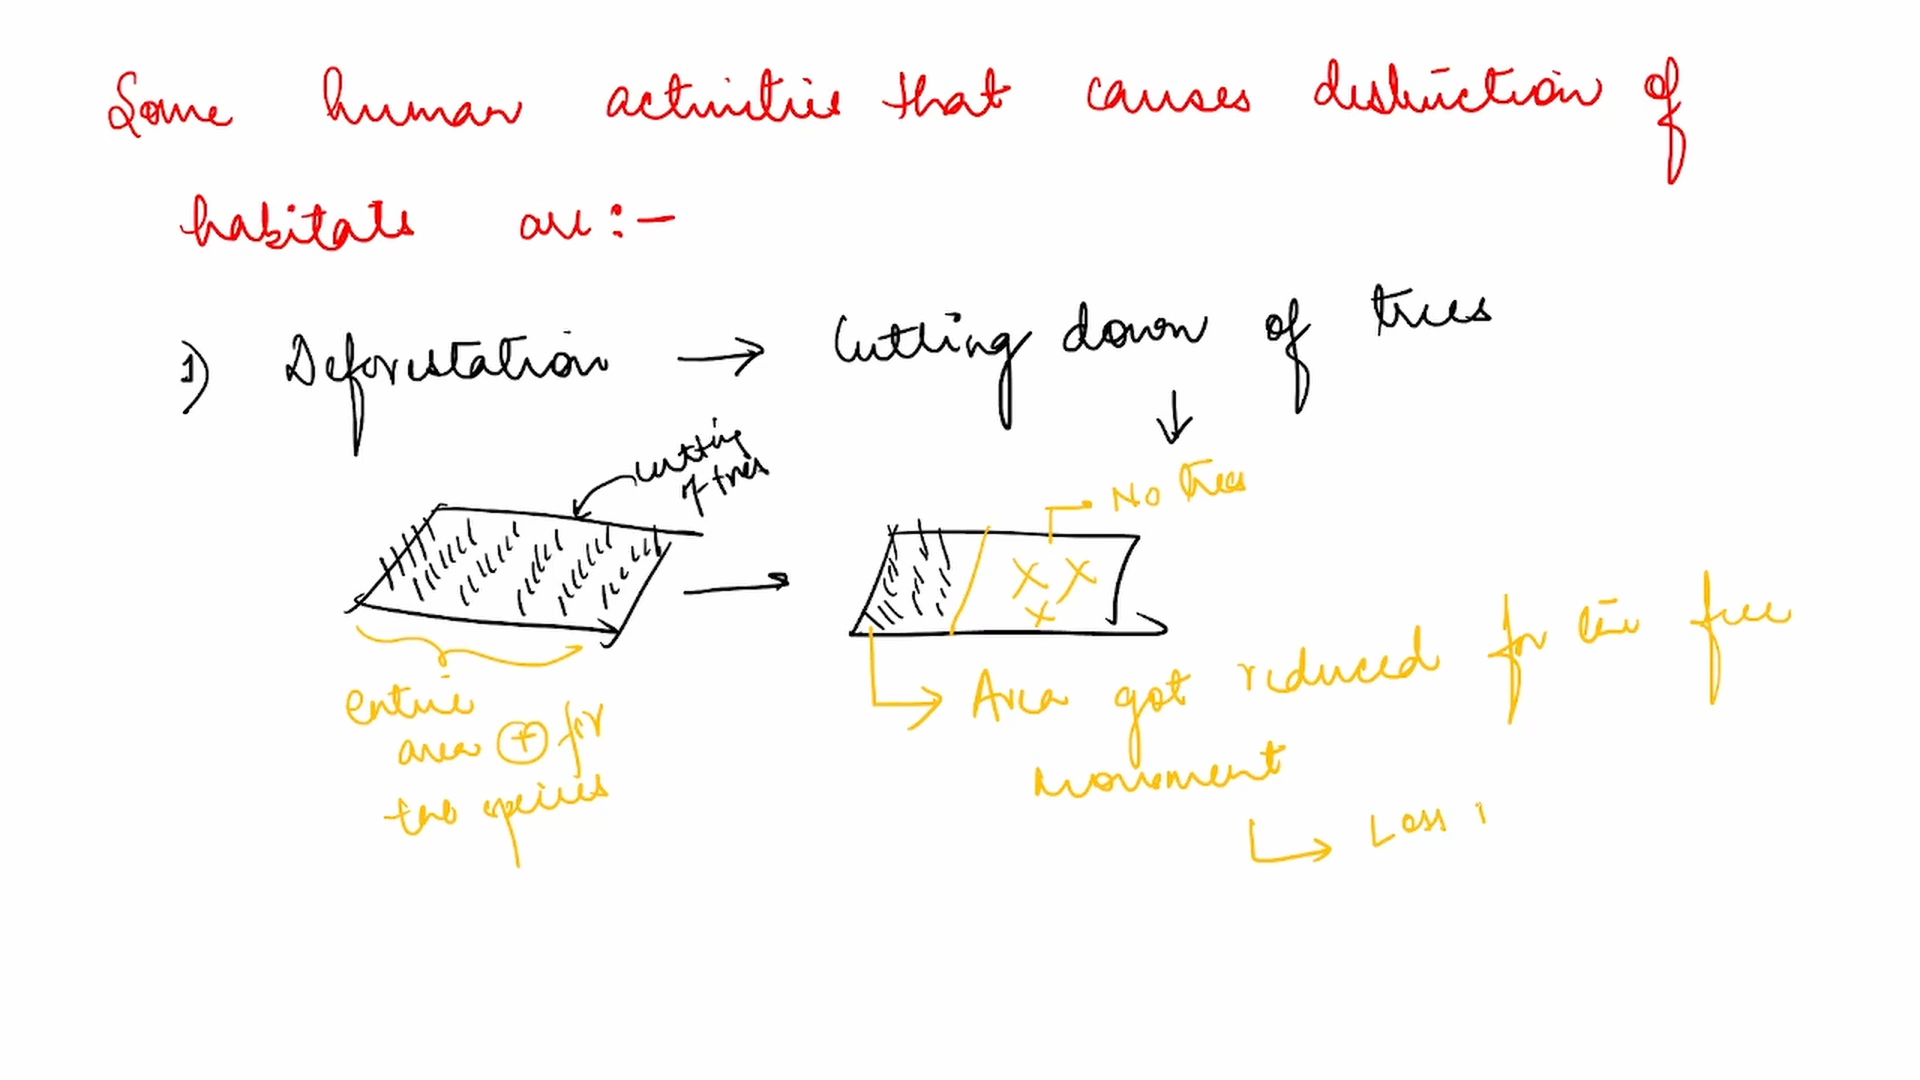 Some human activities that causes destruction of
habitats are :-
1) Deforestation → Cutting down of trees
↓
cutting
of trees
No trees
entire
area + for
the species
Area got reduced for free
movement
Loss